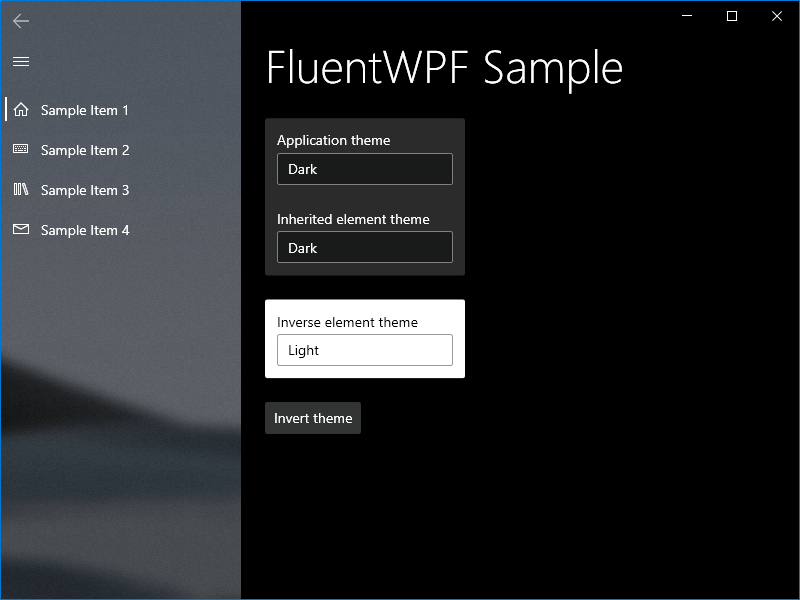 FluentWPF Sample
Sample Item 1
Sample Item 2
Sample Item 3
Sample Item 4
Application theme
Dark
Inherited element theme
Dark
Inverse element theme
Light
Invert theme